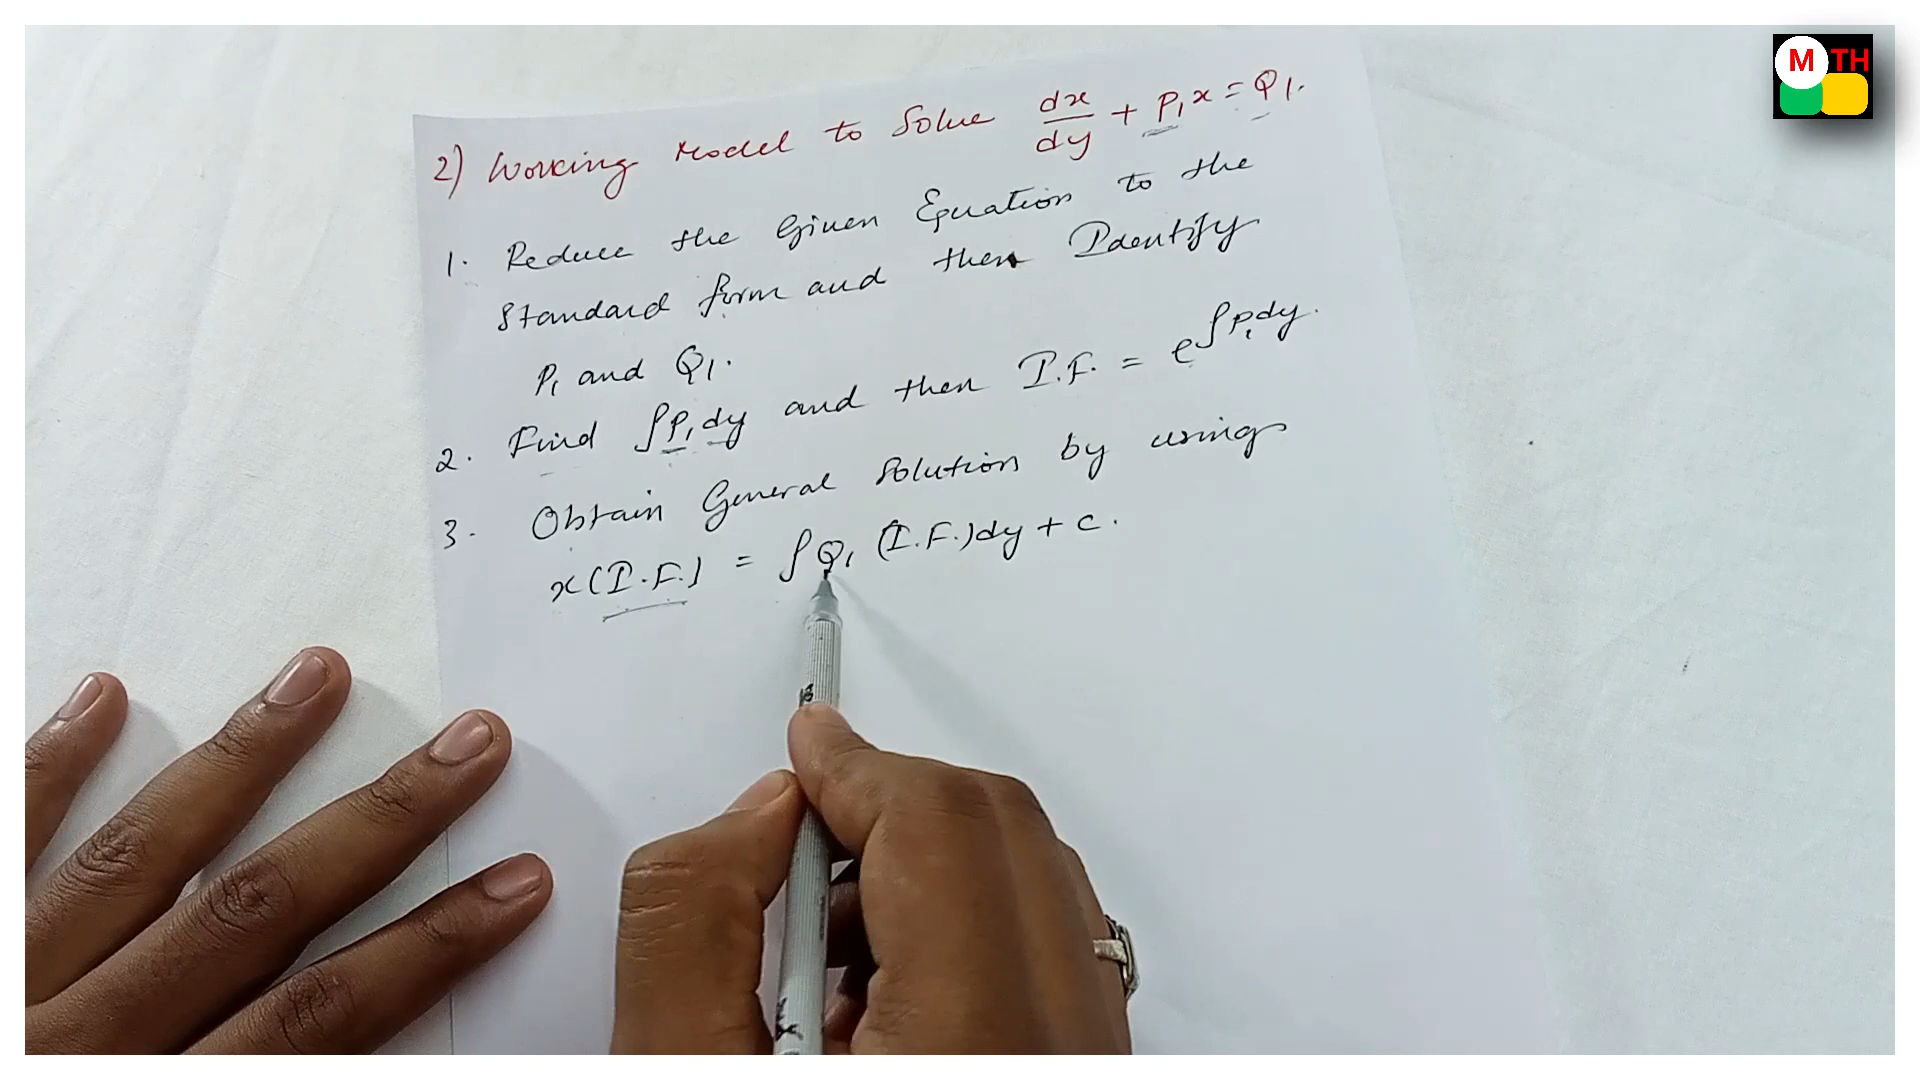 M TH
2) Working Model to Solve dx/dy + P₁x = Q₁.
1. Reduce the Given Equation to the
Standard form and then Identify
P₁ and Q₁.
2. Find ∫P₁dy and then I.F. = e^∫P₁dy.
3. Obtain General Solution by using
x(I.F.) = ∫Q₁(I.F.)dy + c.